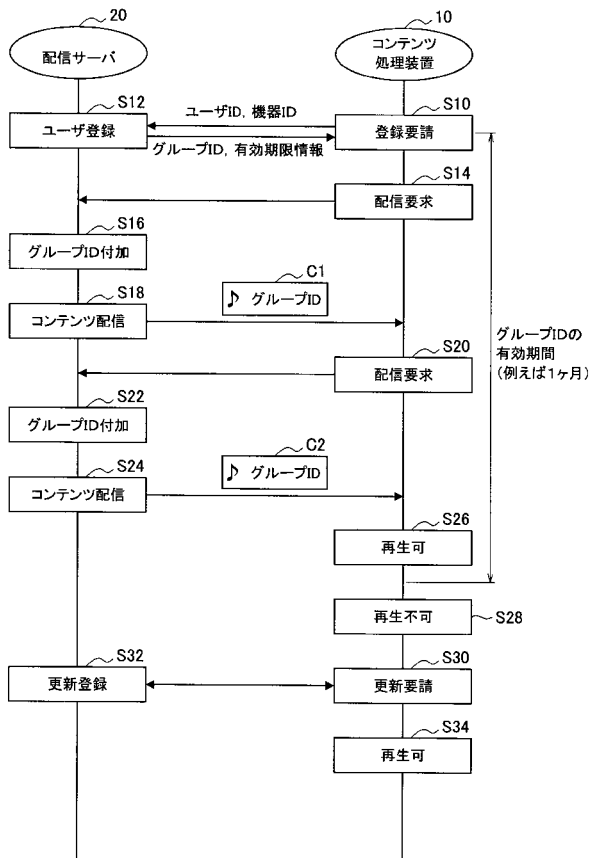 20
配信サーバ
10
コンテンツ
処理装置
S12
ユーザ登録
ユーザID, 機器ID
グループID, 有効期限情報
S10
登録要請
S14
配信要求
S16
グループID付加
C1
♪ グループID
S18
コンテンツ配信
グループIDの
有効期間
(例えば1ヶ月)
S20
配信要求
S22
グループID付加
C2
♪ グループID
S24
コンテンツ配信
S26
再生可
再生不可
S28
S32
更新登録
S30
更新要請
S34
再生可